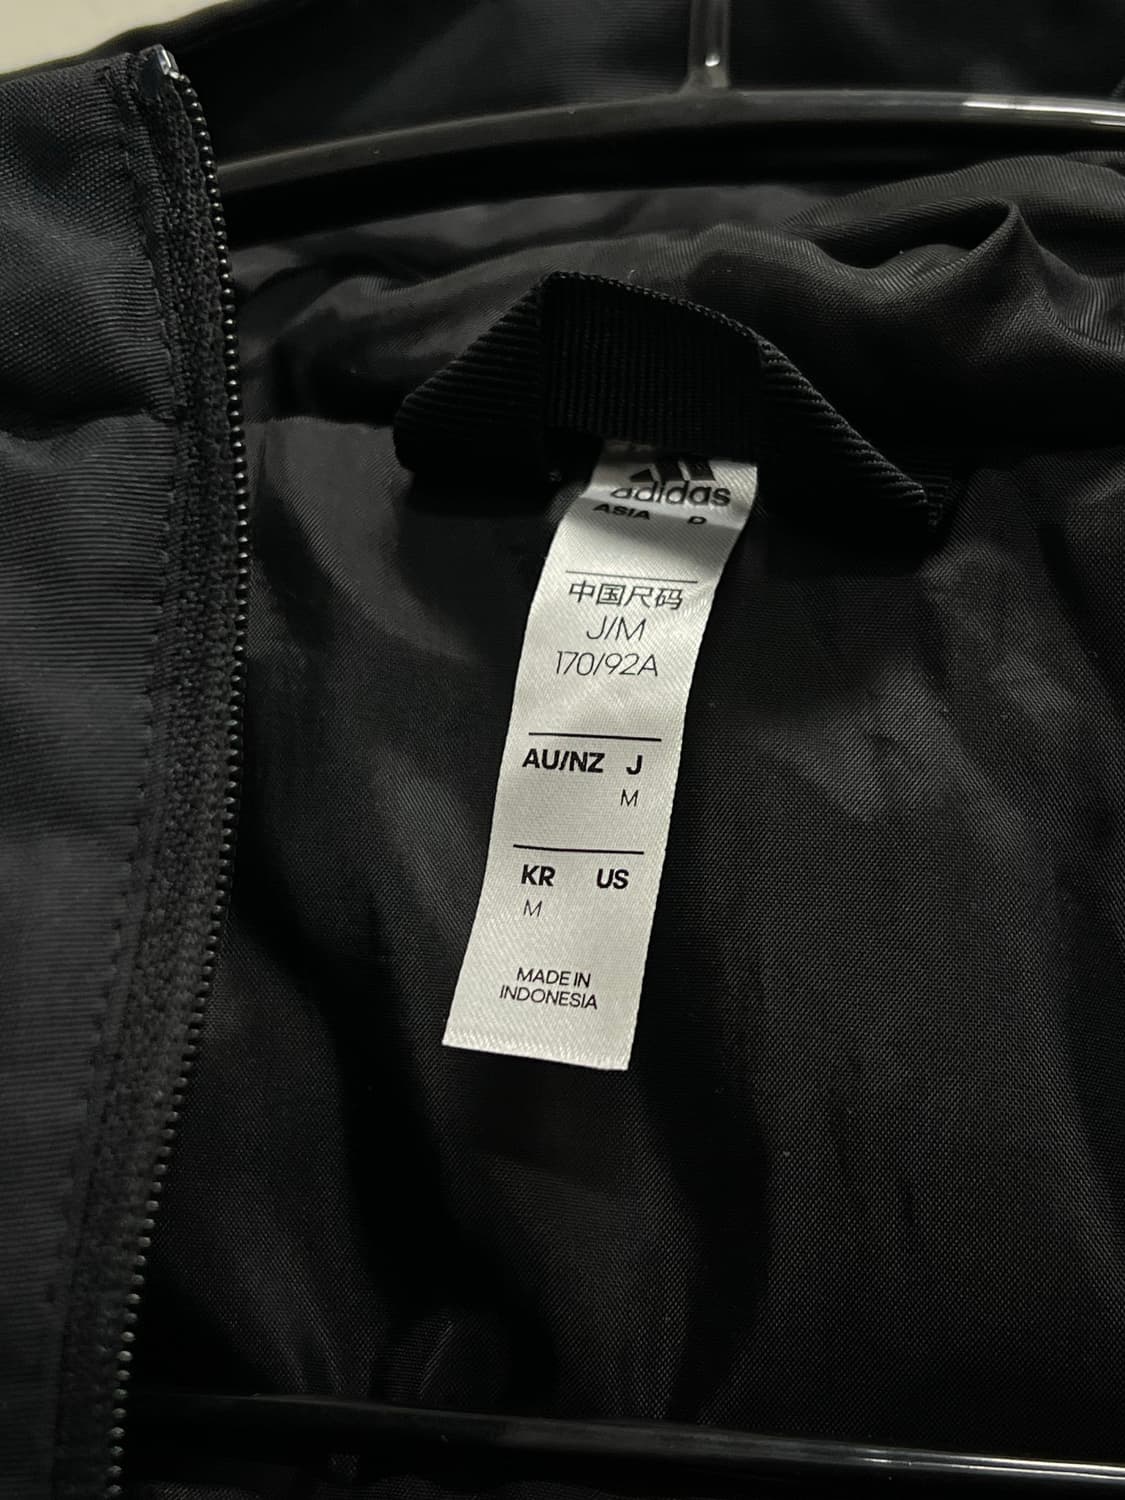 adidas
ASIA D
中国尺码
J/M
170/92A
AU/NZ J
M
KR US
M
MADE IN
INDONESIA